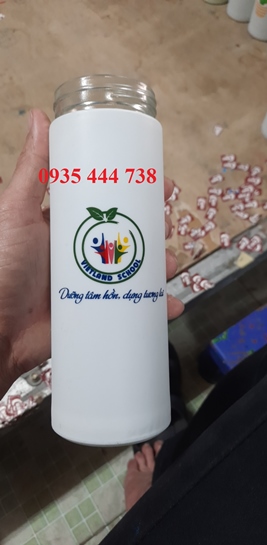 0935 444 738
VIETLAND SCHOOL
Dưỡng tâm hồn, dựng tương lai